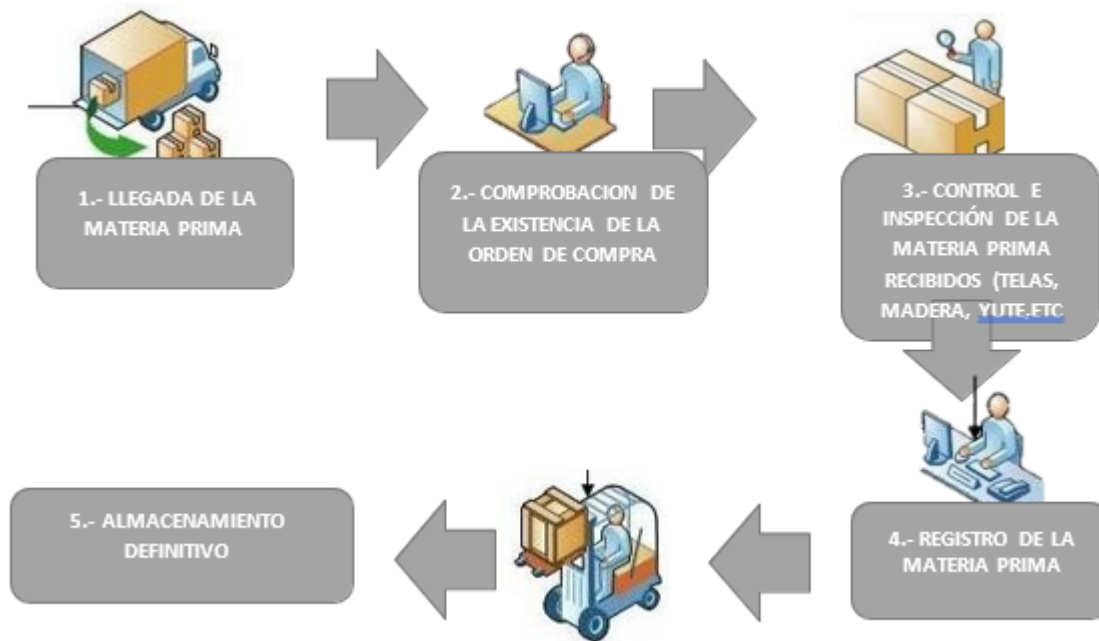 1.- LLEGADA DE LA
MATERIA PRIMA
2.- COMPROBACION DE
LA EXISTENCIA DE LA
ORDEN DE COMPRA
3.- CONTROL E
INSPECCIÓN DE LA
MATERIA PRIMA
RECIBIDOS (TELAS,
MADERA, YUTE,ETC
4.- REGISTRO DE LA
MATERIA PRIMA
5.- ALMACENAMIENTO
DEFINITIVO